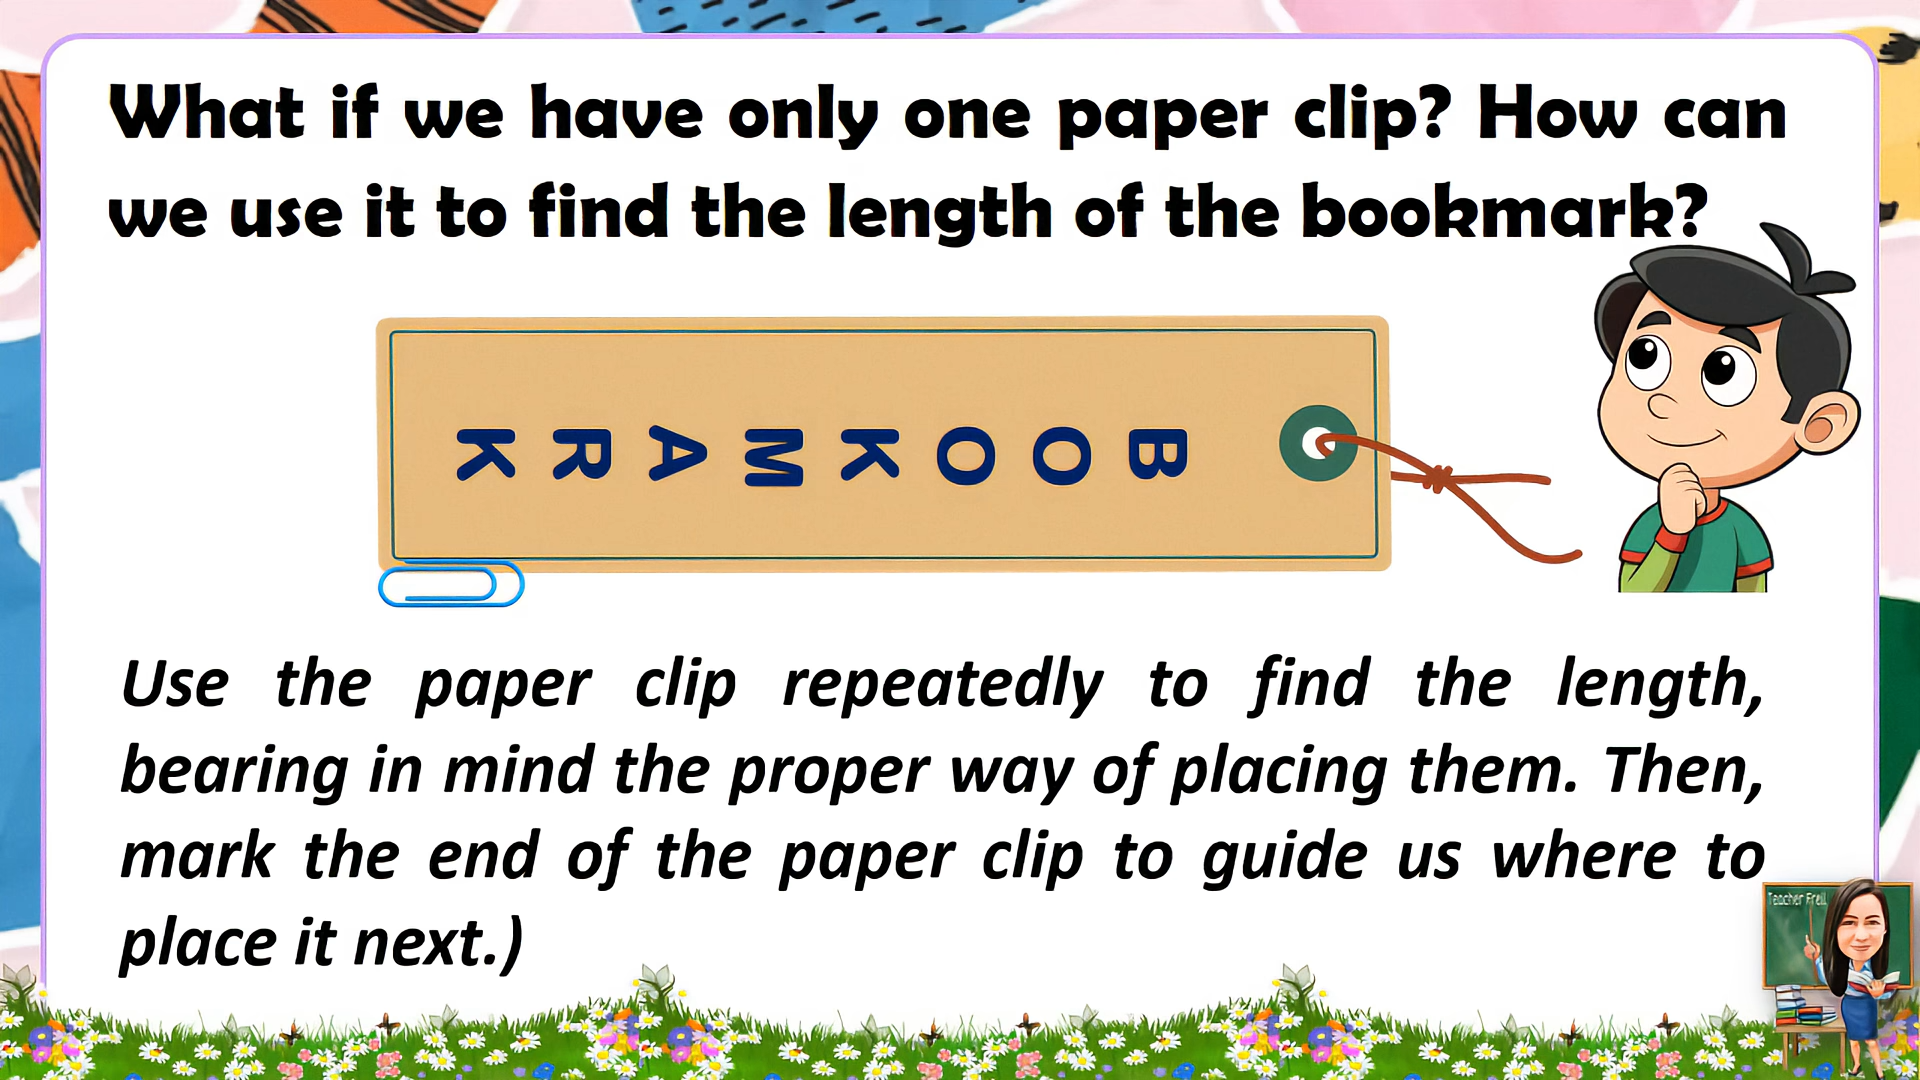 What if we have only one paper clip? How can
we use it to find the length of the bookmark?
BOOKMARK
Use the paper clip repeatedly to find the length,
bearing in mind the proper way of placing them. Then,
mark the end of the paper clip to guide us where to
place it next.)
Teacher Frell